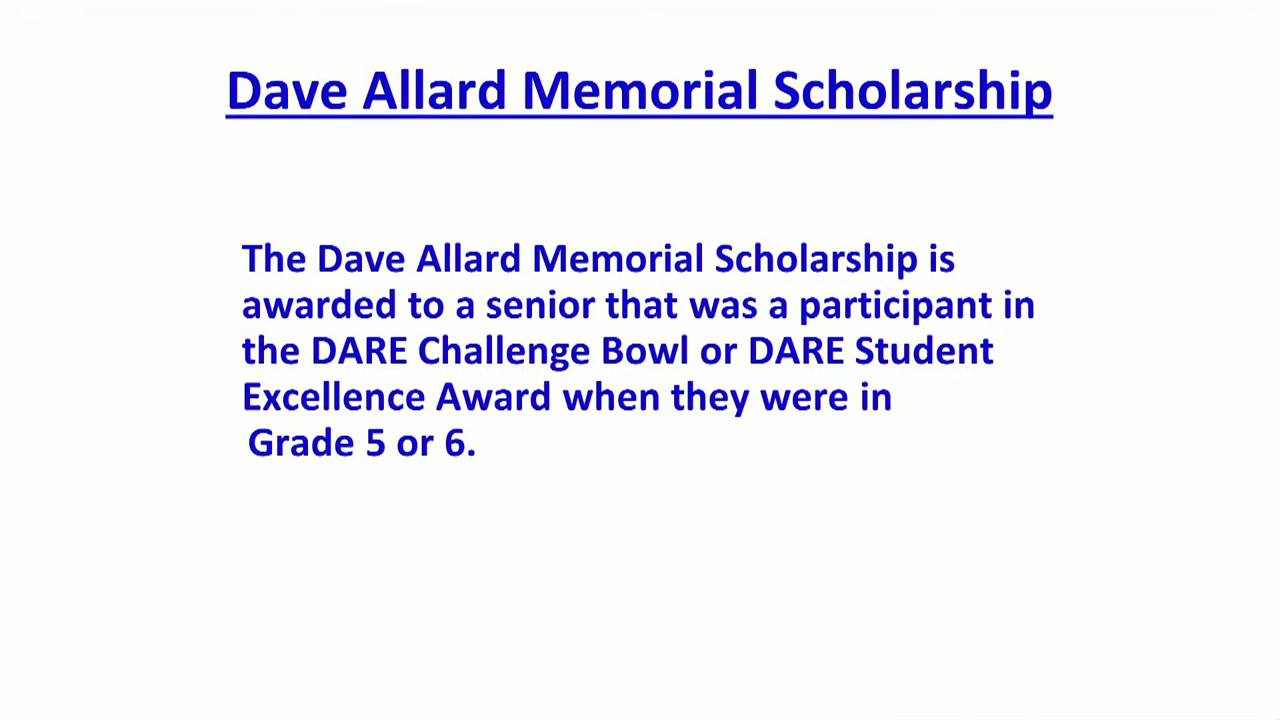 Dave Allard Memorial Scholarship
The Dave Allard Memorial Scholarship is
awarded to a senior that was a participant in
the DARE Challenge Bowl or DARE Student
Excellence Award when they were in
Grade 5 or 6.